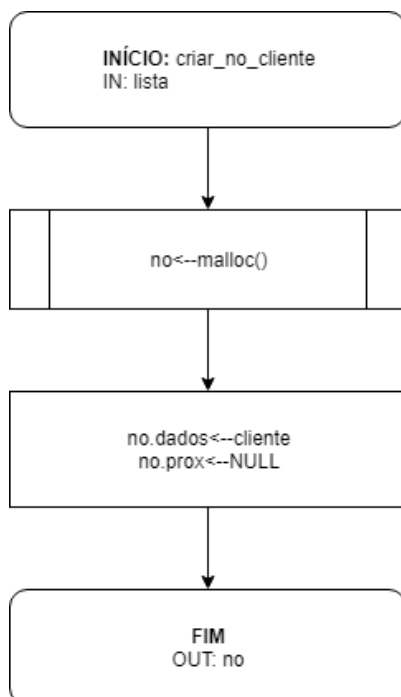 INÍCIO: criar_no_cliente
IN: lista
no<--malloc()
no.dados<--cliente
no.prox<--NULL
FIM
OUT: no